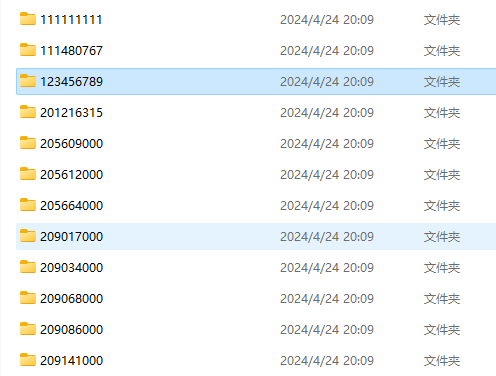 111111111 2024/4/24 20:09 文件夹
111480767 2024/4/24 20:09 文件夹
123456789 2024/4/24 20:09 文件夹
201216315 2024/4/24 20:09 文件夹
205609000 2024/4/24 20:09 文件夹
205612000 2024/4/24 20:09 文件夹
205664000 2024/4/24 20:09 文件夹
209017000 2024/4/24 20:09 文件夹
209034000 2024/4/24 20:09 文件夹
209068000 2024/4/24 20:09 文件夹
209086000 2024/4/24 20:09 文件夹
209141000 2024/4/24 20:09 文件夹